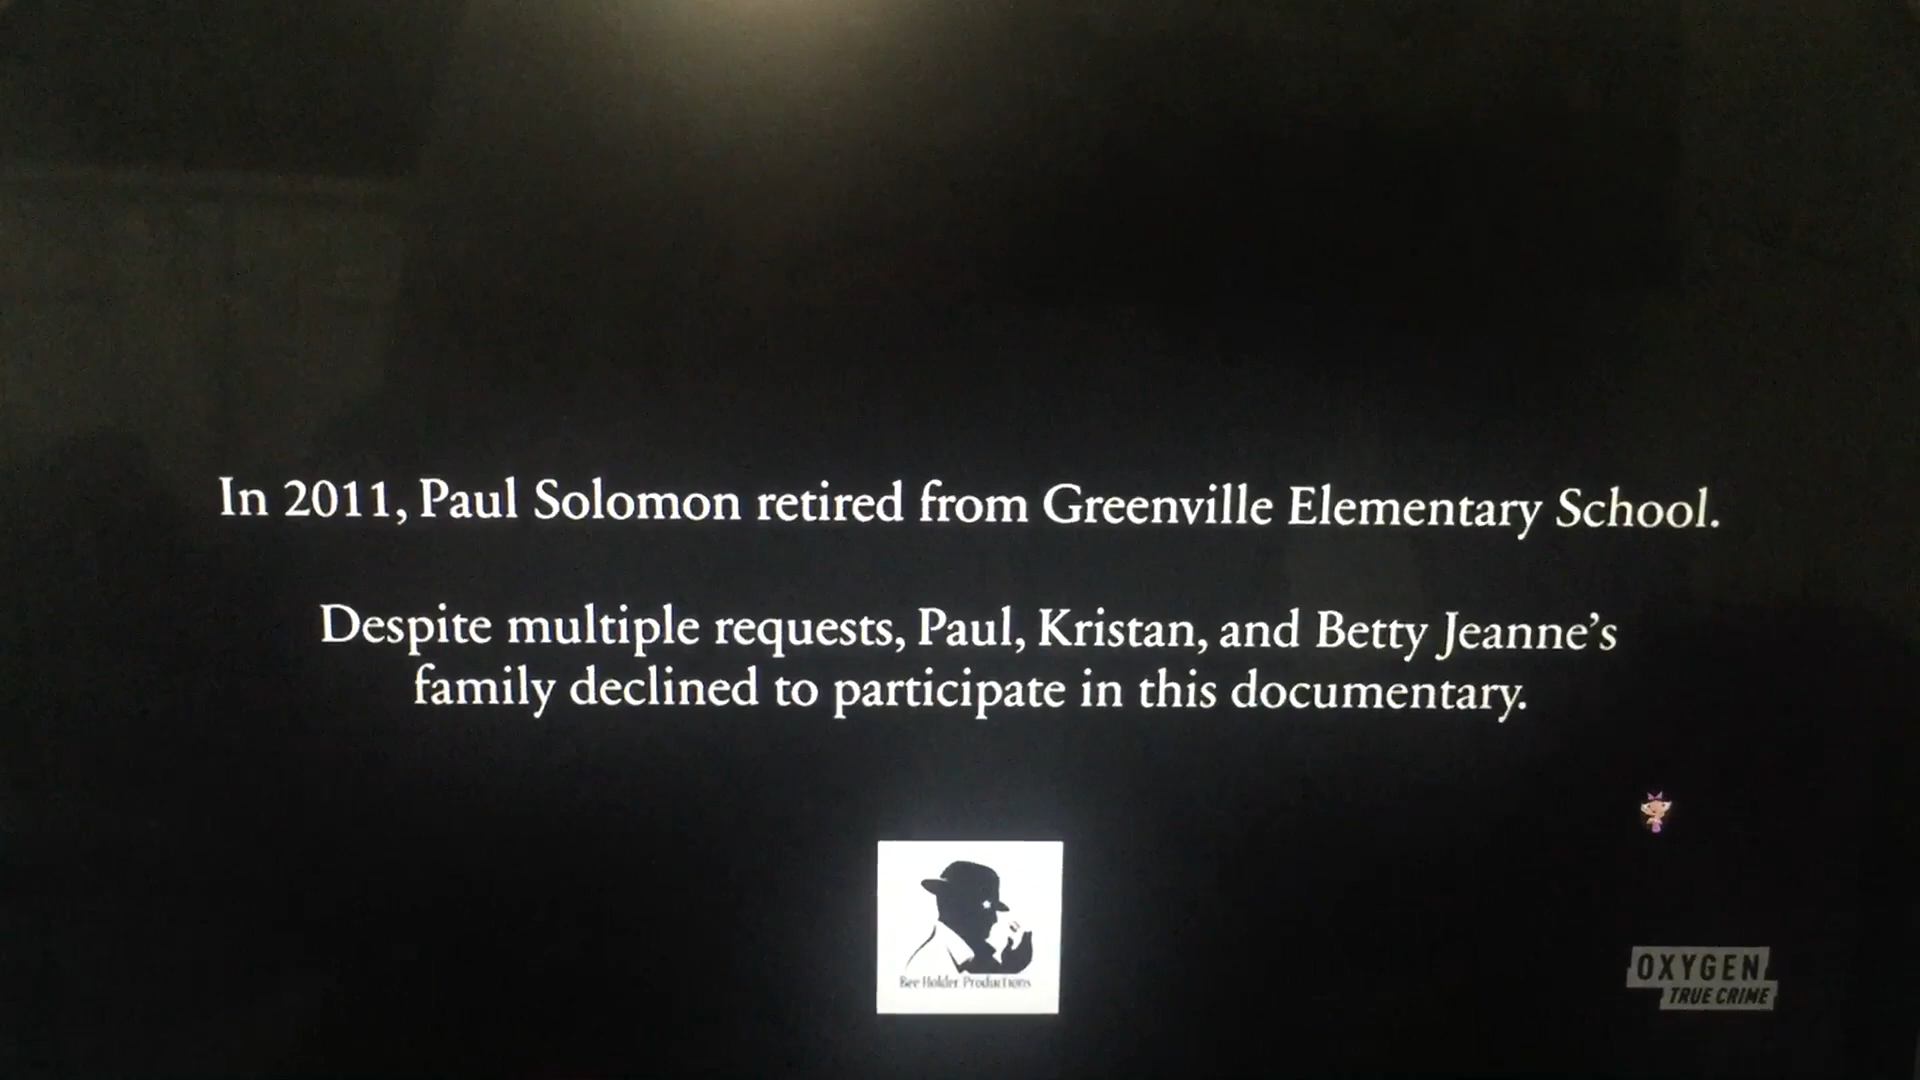 In 2011, Paul Solomon retired from Greenville Elementary School.
Despite multiple requests, Paul, Kristan, and Betty Jeanne's
family declined to participate in this documentary.
Bee Holder Productions
OXYGEN
TRUE CRIME